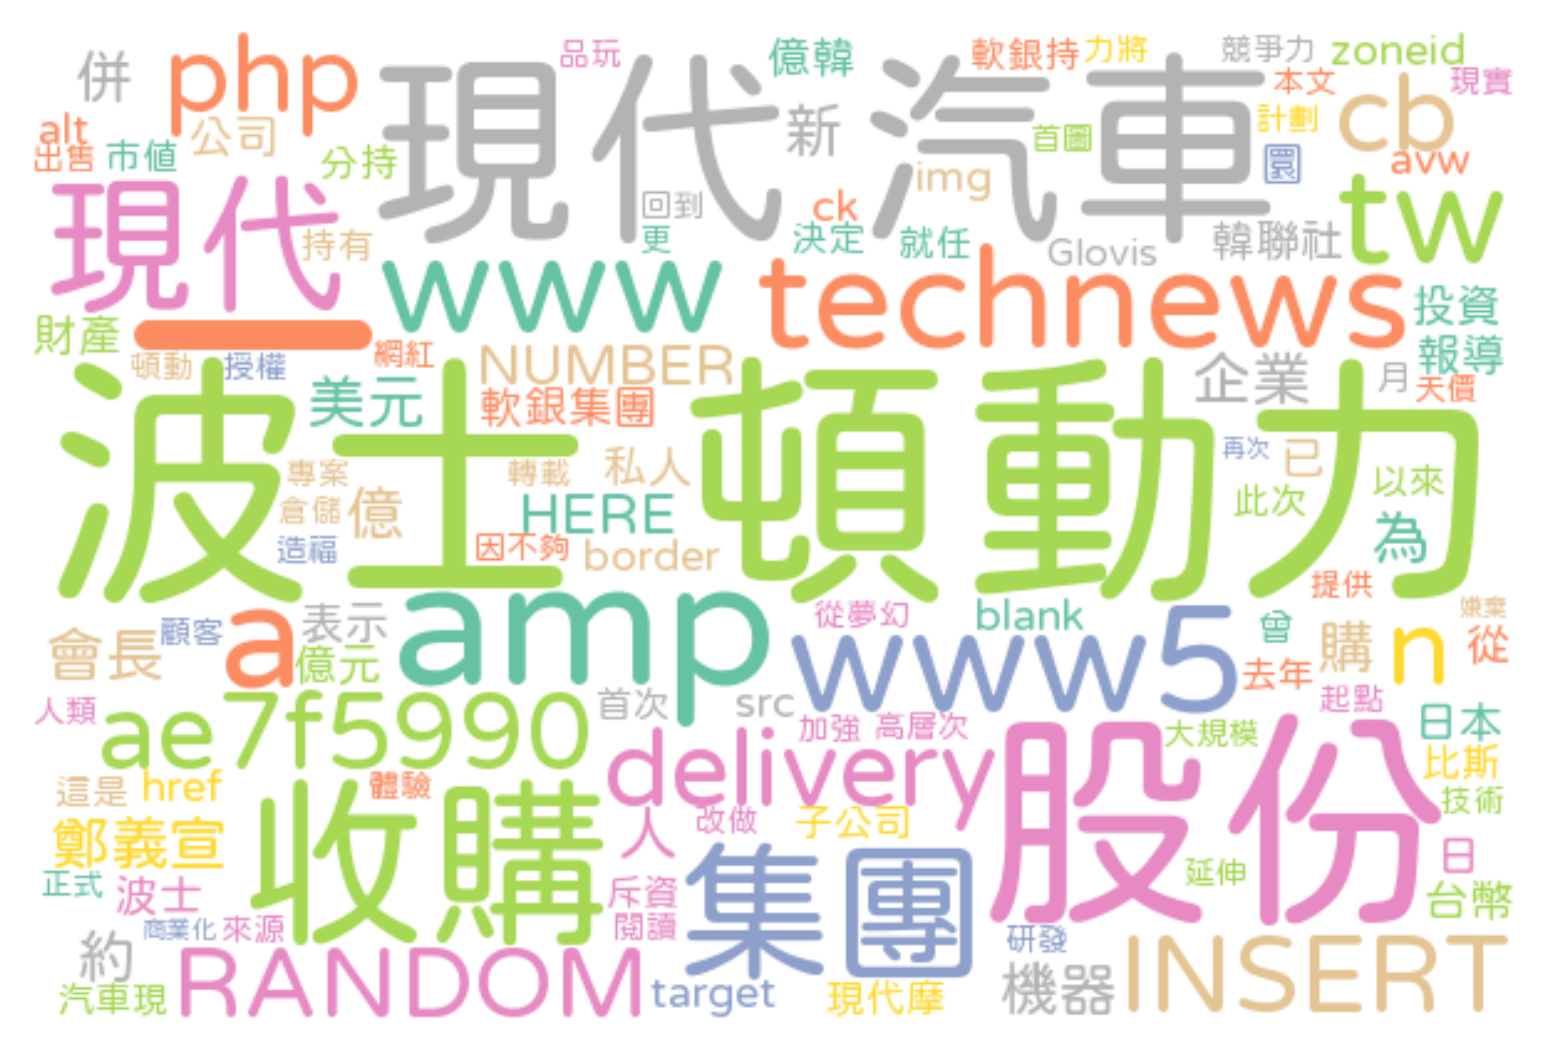 品玩
億韓
軟銀持
力將
競爭力
zoneid
併
php
現代汽車
本文
現實
alt
公司
新
首圖
計劃
cb
出售
市值
分持
img
圜
avw
現代
回到
ck
tw
持有
更
決定
就任
Glovis
韓聯社
www
technews
投資
財產
一
報導
頓動
授權
網紅
NUMBER
企業
月
天價
美元
軟銀集團
波士頓動力
再次
已
專案
轉載
私人
以來
倉儲
億
HERE
此次
為
造福
因不夠
border
提供
amp
從夢幻
blank
嫌棄
顧客
a
表示
www5
曾
購
n
會長
億元
去年
從
人類
ae7f5990
首次
src
加強
高層次
起點
日本
大規模
delivery
股份
比斯
這是
href
體驗
收購
技術
鄭義宣
人
改做
子公司
日
正式
波士
斥資
集團
延伸
台幣
商業化
來源
閱讀
研發
約
RANDOM
INSERT
汽車現
target
現代摩
機器